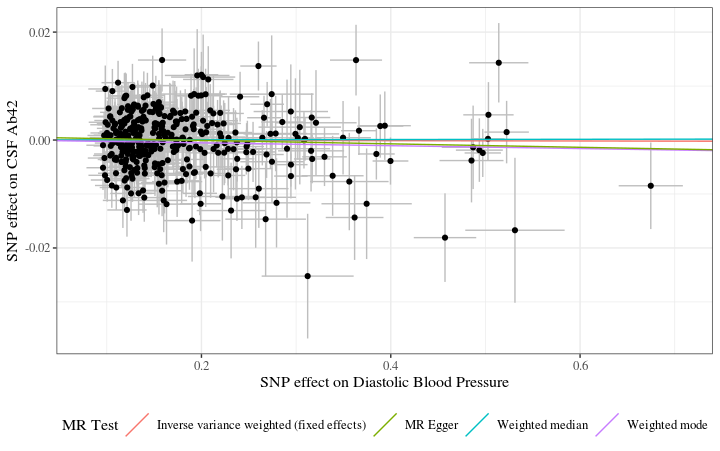 0.02
0.00
-0.02
SNP effect on CSF Ab42
0.2 0.4 0.6
SNP effect on Diastolic Blood Pressure
MR Test Inverse variance weighted (fixed effects) MR Egger Weighted median Weighted mode